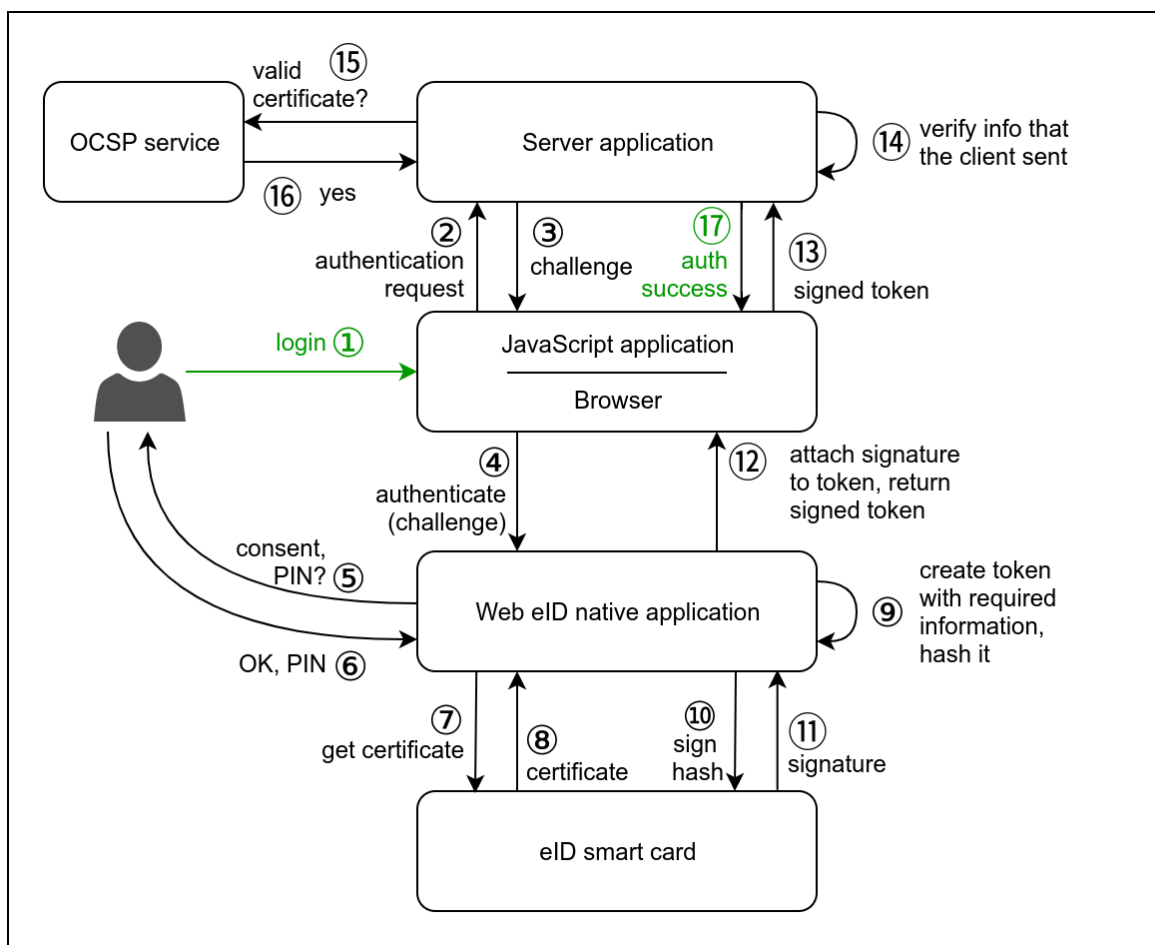 valid ⑮
certificate?
OCSP service
Server application
⑭ verify info that
the client sent
⑯ yes
②
authentication
request
③
challenge
⑰
auth
success
⑬
signed token
login ①
JavaScript application
Browser
④
authenticate
(challenge)
⑫ attach signature
to token, return
signed token
consent,
PIN? ⑤
Web eID native application
⑨ create token
with required
information,
hash it
OK, PIN ⑥
⑦
get certificate
⑧
certificate
⑩
sign
hash
⑪
signature
eID smart card